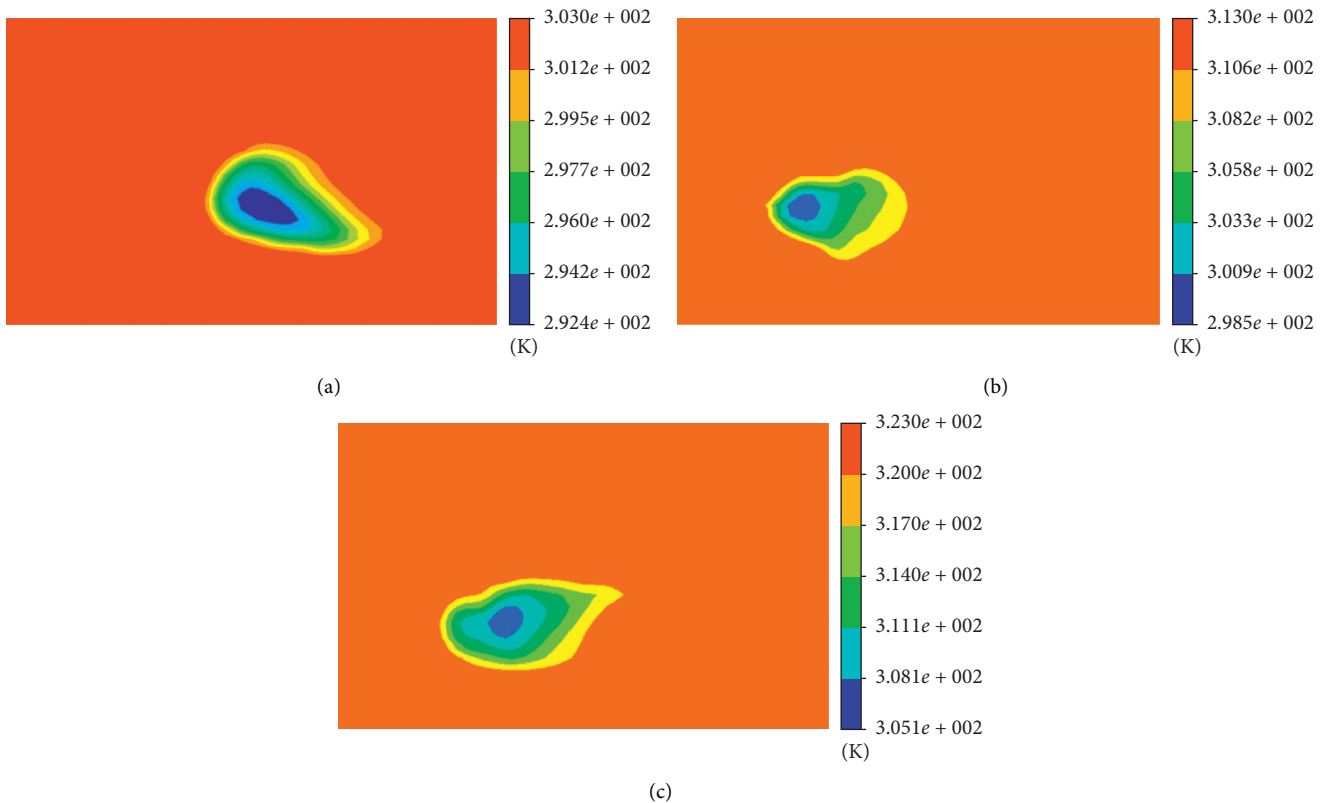 3.030e + 002
3.012e + 002
2.995e + 002
2.977e + 002
2.960e + 002
2.942e + 002
2.924e + 002
(K)
(a)
3.130e + 002
3.106e + 002
3.082e + 002
3.058e + 002
3.033e + 002
3.009e + 002
2.985e + 002
(K)
(b)
3.230e + 002
3.200e + 002
3.170e + 002
3.140e + 002
3.111e + 002
3.081e + 002
3.051e + 002
(K)
(c)